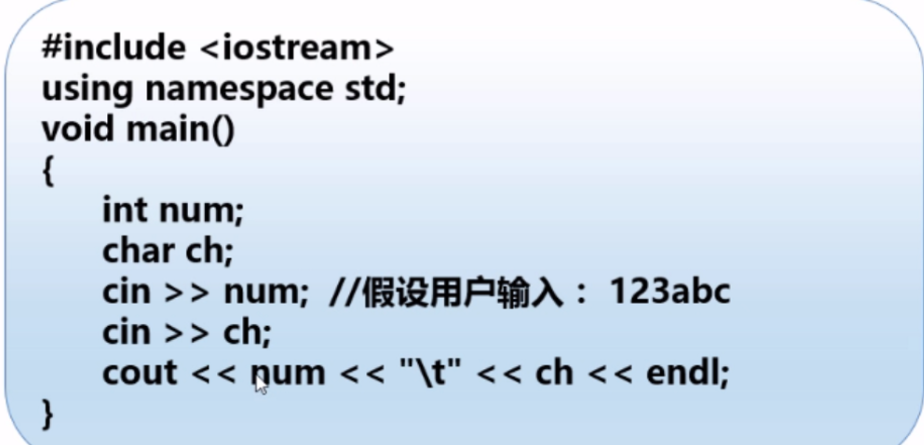 #include <iostream>
using namespace std;
void main()
{
int num;
char ch;
cin >> num; //假设用户输入： 123abc
cin >> ch;
cout << num << "\t" << ch << endl;
}